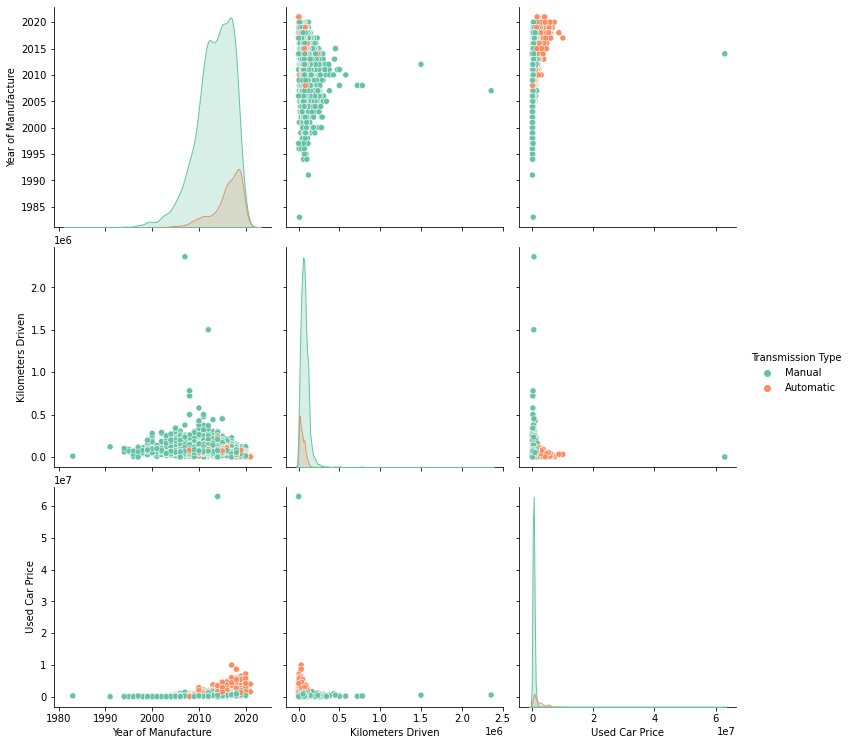 2020
2015
2010
2005
2000
1995
1990
1985
Year of Manufacture
1e6
2.0
1.5
1.0
0.5
0.0
Kilometers Driven
Transmission Type
Manual
Automatic
1e7
6
5
4
3
2
1
0
Used Car Price
1980 1990 2000 2010 2020
Year of Manufacture
0.0 0.5 1.0 1.5 2.0 2.5
1e6
Kilometers Driven
0 2 4 6
1e7
Used Car Price